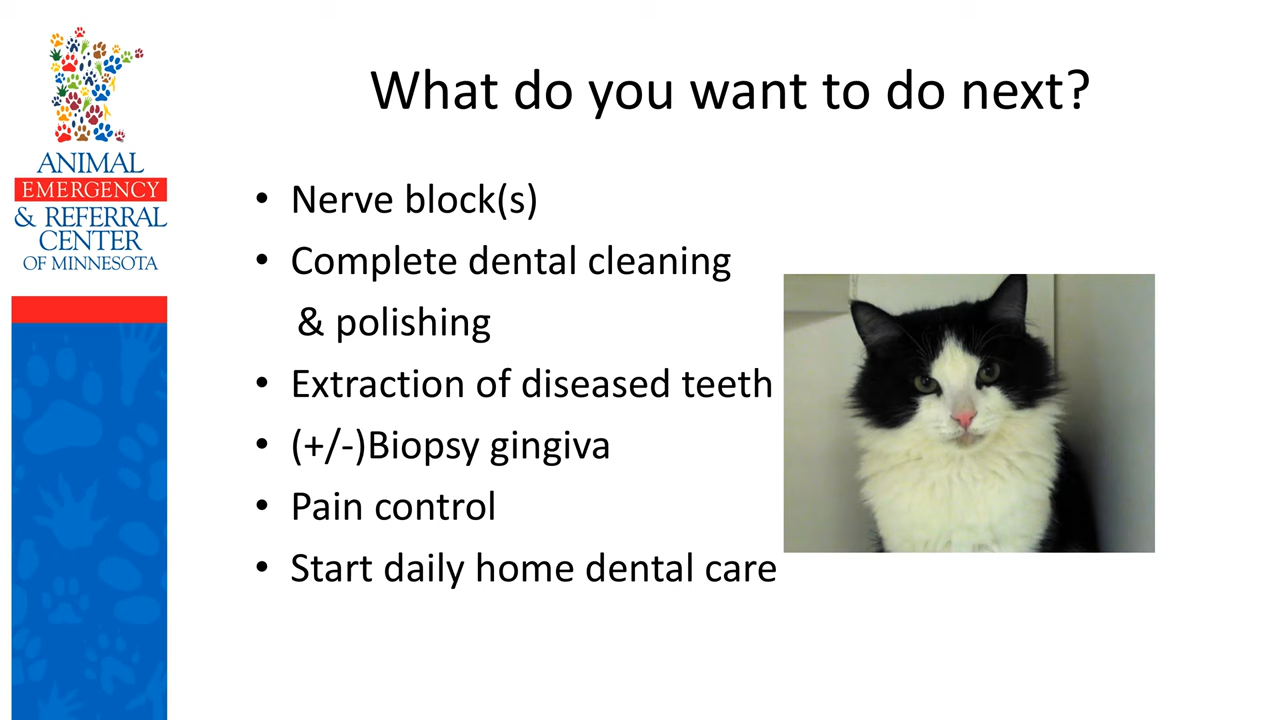 What do you want to do next?
ANIMAL
EMERGENCY
& REFERRAL
CENTER
OF MINNESOTA
• Nerve block(s)
• Complete dental cleaning
& polishing
• Extraction of diseased teeth
• (+/-)Biopsy gingiva
• Pain control
• Start daily home dental care